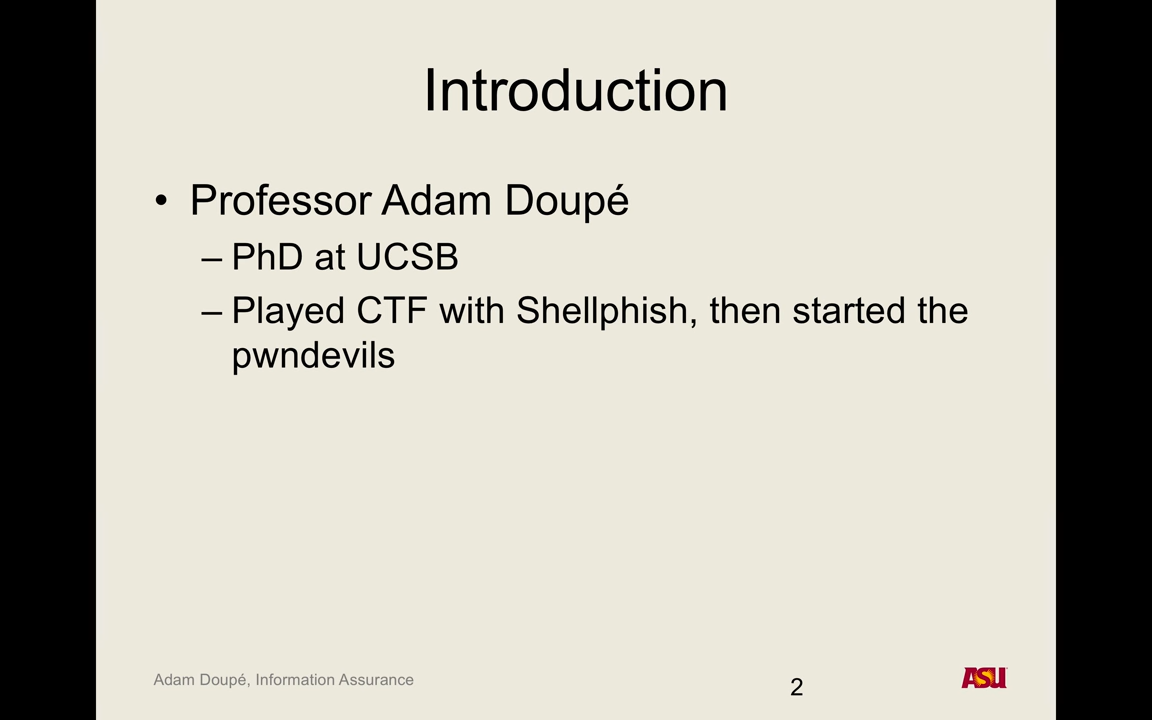 Introduction
• Professor Adam Doupé
– PhD at UCSB
– Played CTF with Shellphish, then started the
pwndevils
Adam Doupé, Information Assurance
2
ASU